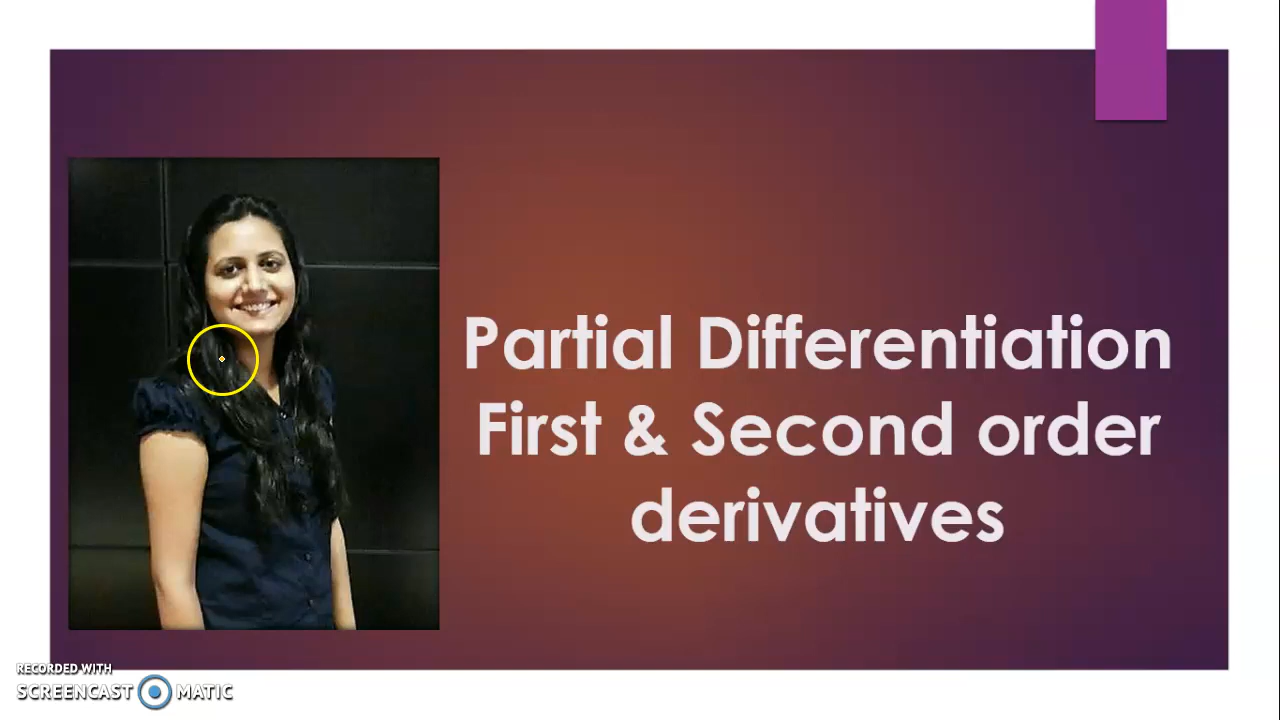 Partial Differentiation
First & Second order
derivatives
RECORDED WITH
SCREENCAST MATIC